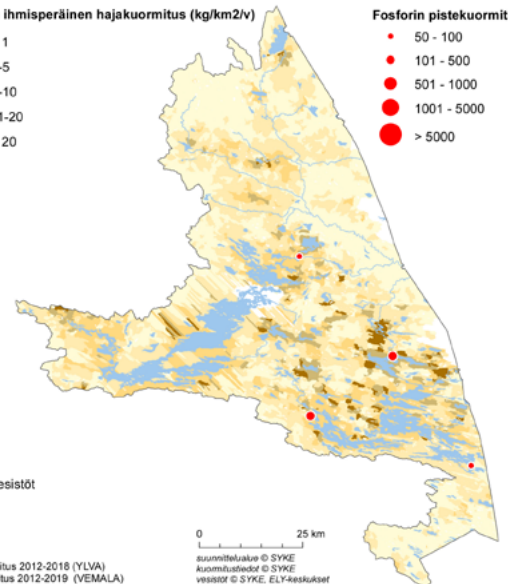 ihmisperäinen hajakuormitus (kg/km2/v)
1
-5
-10
1-20
20
Fosforin pistekuormit
50 - 100
101 - 500
501 - 1000
1001 - 5000
> 5000
esistöt
0 25 km
itus 2012-2018 (YLVA)
tus 2012-2019 (VEMALA)
suunnittelualue © SYKE
kuormitustiedot © SYKE
vesistöt © SYKE, ELY-keskukset